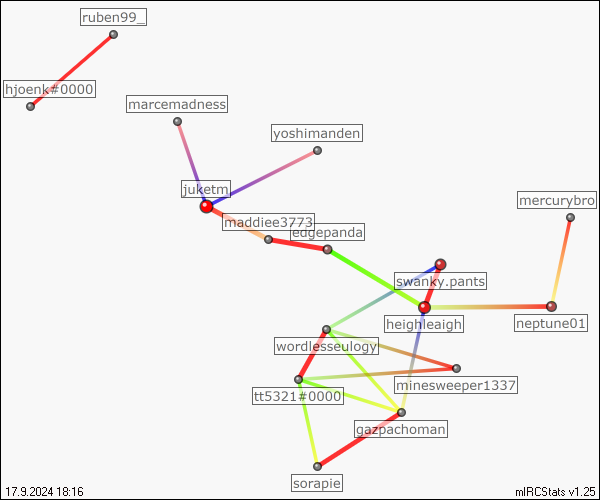 ruben99_
hjoenk#0000
marcemadness
yoshimanden
juketm
mercurybro
maddiee3773
edgepanda
swanky.pants
heighleaigh
neptune01
wordlesseulogy
minesweeper1337
tt5321#0000
gazpachoman
sorapie
17.9.2024 18:16
mIRCStats v1.25